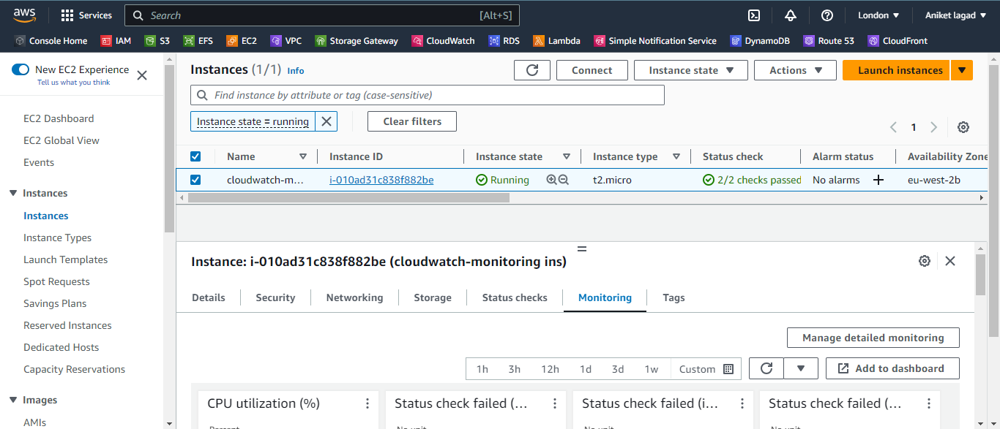 aws
Services
Search
[Alt+S]
London
Aniket lagad
Console Home
IAM
S3
EFS
EC2
VPC
Storage Gateway
CloudWatch
RDS
Lambda
Simple Notification Service
DynamoDB
Route 53
CloudFront
New EC2 Experience
Tell us what you think
EC2 Dashboard
EC2 Global View
Events
Instances
Instances
Instance Types
Launch Templates
Spot Requests
Savings Plans
Reserved Instances
Dedicated Hosts
Capacity Reservations
Images
AMIs
Instances (1/1) Info
Connect
Instance state
Actions
Launch instances
Find instance by attribute or tag (case-sensitive)
Instance state = running
Clear filters
1
Name
Instance ID
Instance state
Instance type
Status check
Alarm status
Availability Zone
cloudwatch-m...
i-010ad31c838f882be
Running
t2.micro
2/2 checks passed
No alarms
eu-west-2b
Instance: i-010ad31c838f882be (cloudwatch-monitoring ins)
Details
Security
Networking
Storage
Status checks
Monitoring
Tags
Manage detailed monitoring
1h
3h
12h
1d
3d
1w
Custom
Add to dashboard
CPU utilization (%)
Status check failed (...
Status check failed (i...
Status check failed (...
Percent
No unit
No unit
No unit